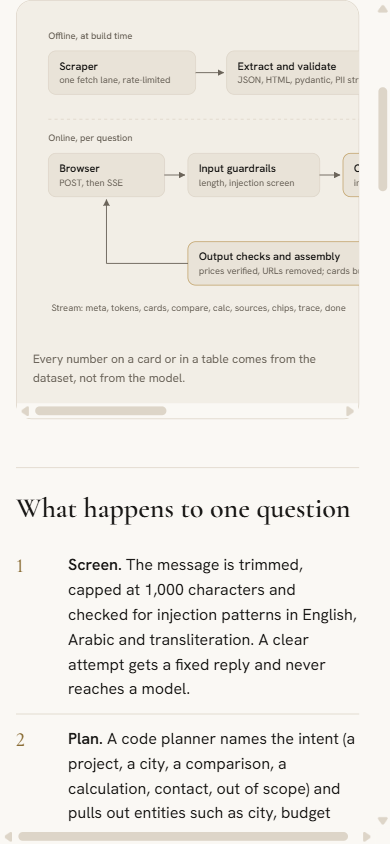 Offline, at build time
Scraper
one fetch lane, rate-limited
Extract and validate
JSON, HTML, pydantic, PII
Online, per question
Browser
POST, then SSE
Input guardrails
length, injection screen
Output checks and assembly
prices verified, URLs removed; cards
Stream: meta, tokens, cards, compare, calc, sources, chips, trace, done
Every number on a card or in a table comes from the
dataset, not from the model.
What happens to one question
1
Screen. The message is trimmed,
capped at 1,000 characters and
checked for injection patterns in English,
Arabic and transliteration. A clear
attempt gets a fixed reply and never
reaches a model.
2
Plan. A code planner names the intent (a
project, a city, a comparison, a
calculation, contact, out of scope) and
pulls out entities such as city, budget